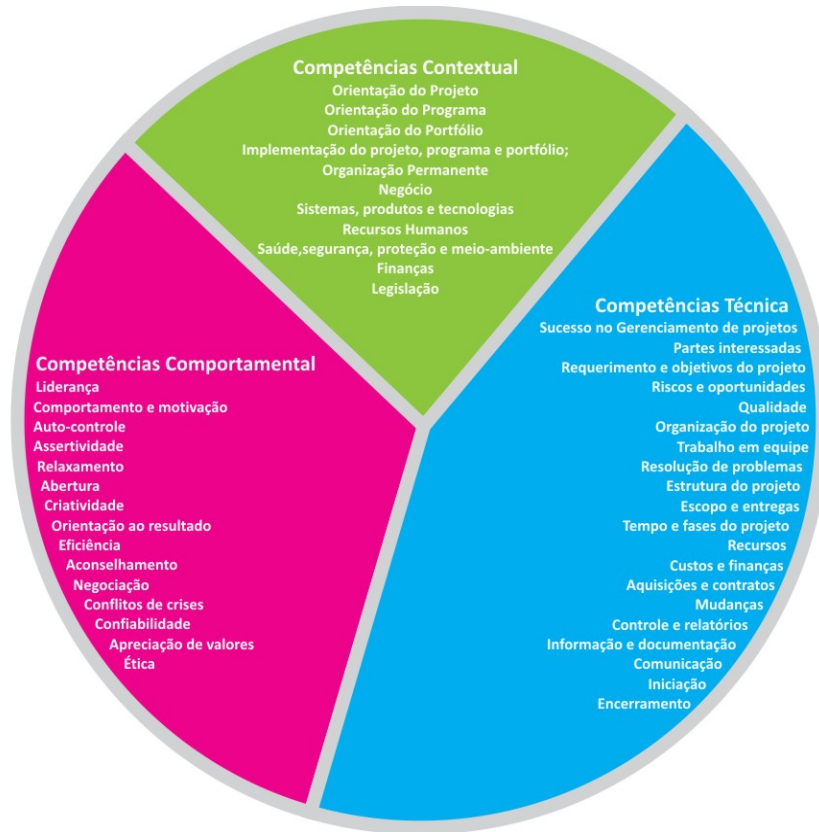 Competências Contextual
Orientação do Projeto
Orientação do Programa
Orientação do Portfólio
Implementação do projeto, programa e portfólio;
Organização Permanente
Negócio
Sistemas, produtos e tecnologias
Recursos Humanos
Saúde,segurança, proteção e meio-ambiente
Finanças
Legislação
Competências Técnica
Sucesso no Gerenciamento de projetos
Partes interessadas
Requerimento e objetivos do projeto
Riscos e oportunidades
Qualidade
Organização do projeto
Trabalho em equipe
Resolução de problemas
Estrutura do projeto
Escopo e entregas
Tempo e fases do projeto
Recursos
Custos e finanças
Aquisições e contratos
Mudanças
Controle e relatórios
Informação e documentação
Comunicação
Iniciação
Encerramento
Competências Comportamental
Liderança
Comportamento e motivação
Auto-controle
Assertividade
Relaxamento
Abertura
Criatividade
Orientação ao resultado
Eficiência
Aconselhamento
Negociação
Conflitos de crises
Confiabilidade
Apreciação de valores
Ética